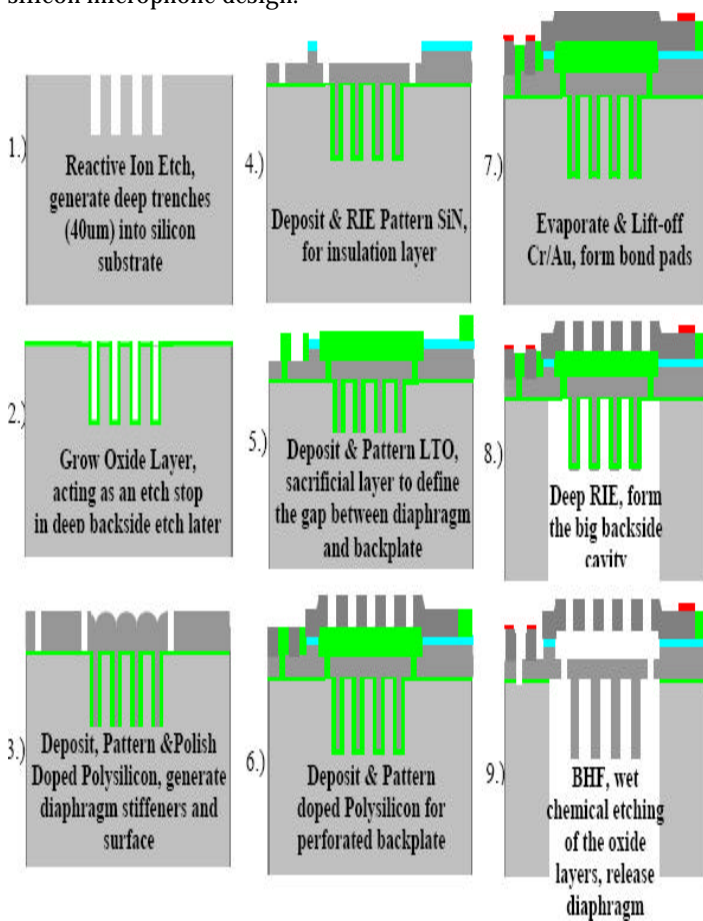 silicon microphone design.
1.)
Reactive Ion Etch,
generate deep trenches
(40um) into silicon
substrate
2.)
Grow Oxide Layer,
acting as an etch stop
in deep backside etch later
3.)
Deposit, Pattern &Polish
Doped Polysilicon, generate
diaphragm stiffeners and
surface
4.)
Deposit & RIE Pattern SiN,
for insulation layer
5.)
Deposit & Pattern LTO,
sacrificial layer to define
the gap between diaphragm
and backplate
6.)
Deposit & Pattern
doped Polysilicon for
perforated backplate
7.)
Evaporate & Lift-off
Cr/Au, form bond pads
8.)
Deep RIE, form
the big backside
cavity
9.)
BHF, wet
chemical etching
of the oxide
layers, release
diaphragm